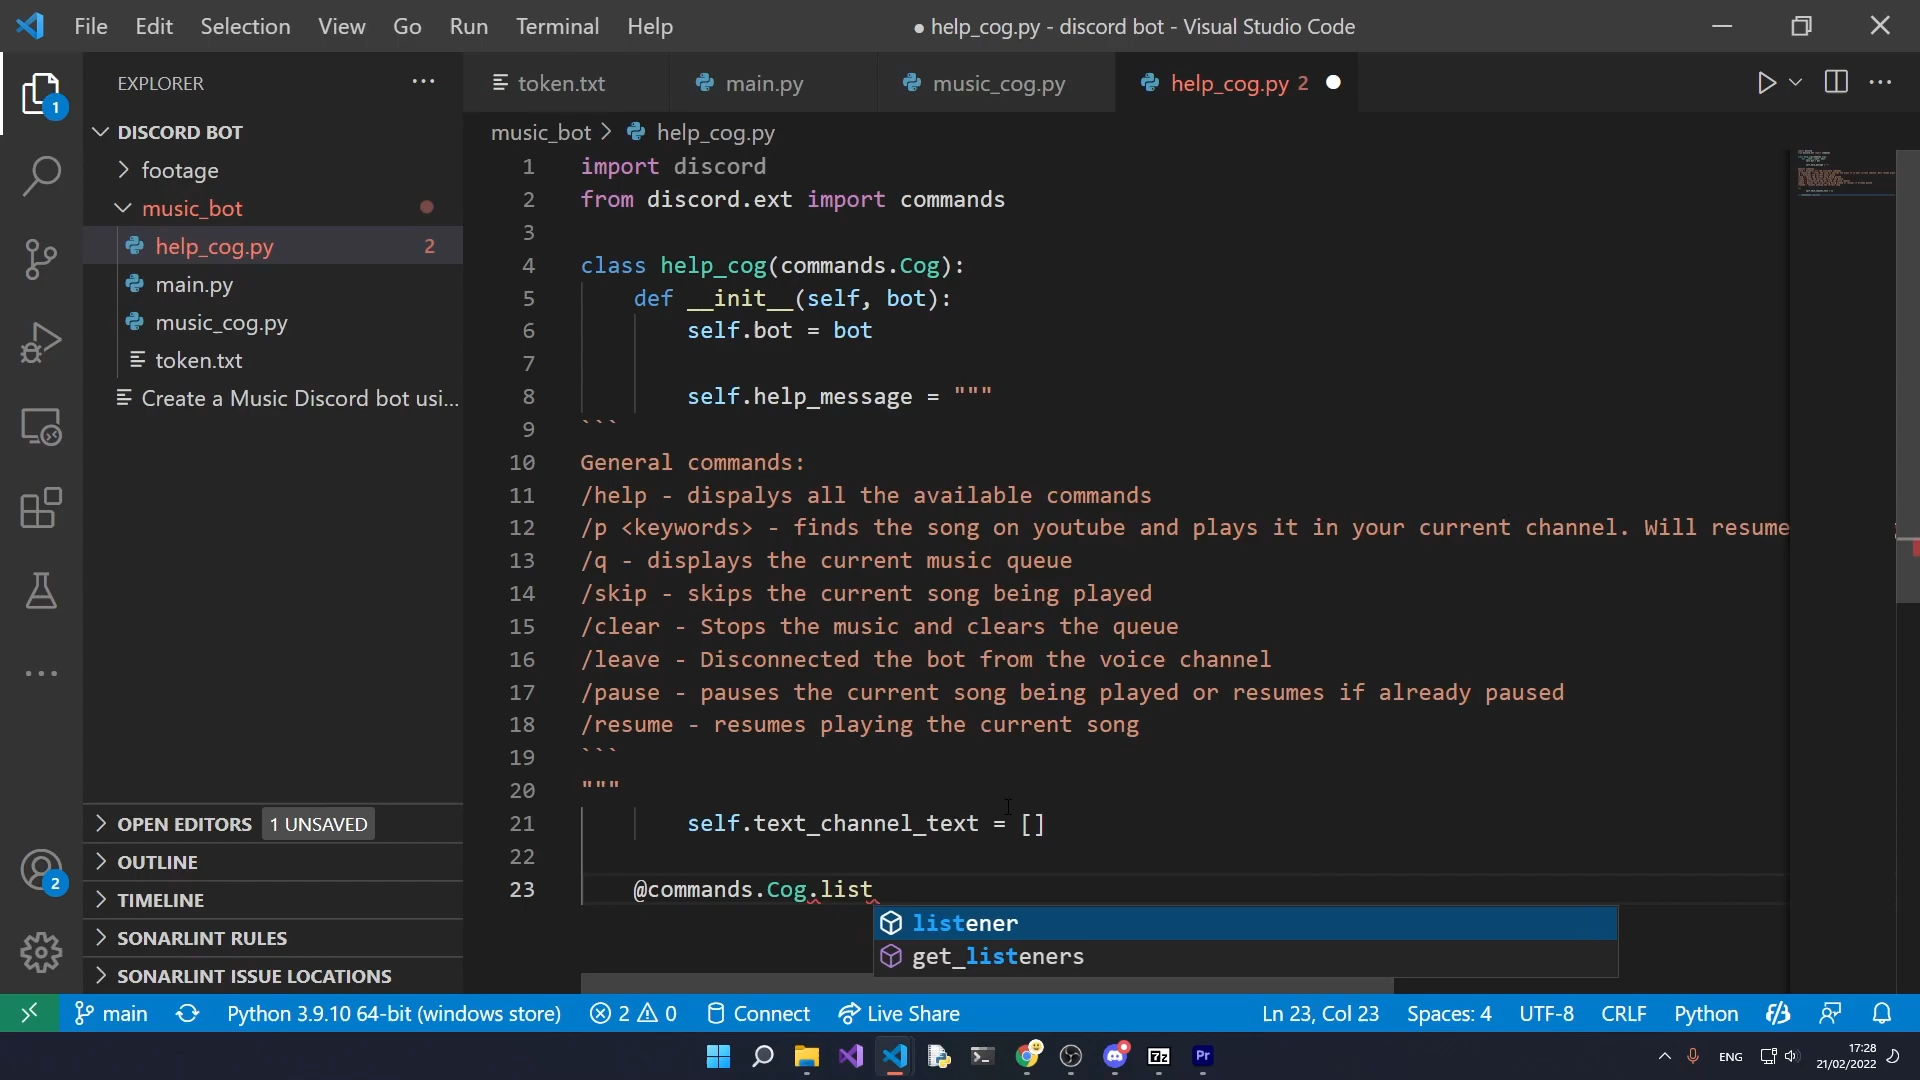 File Edit Selection View Go Run Terminal Help
● help_cog.py - discord bot - Visual Studio Code
1
EXPLORER
DISCORD BOT
footage
music_bot
help_cog.py 2
main.py
music_cog.py
token.txt
Create a Music Discord bot usi...
OPEN EDITORS 1 UNSAVED
OUTLINE
TIMELINE
SONARLINT RULES
SONARLINT ISSUE LOCATIONS
2
token.txt main.py music_cog.py help_cog.py 2
music_bot > help_cog.py
1 import discord
2 from discord.ext import commands
3
4 class help_cog(commands.Cog):
5 def __init__(self, bot):
6 self.bot = bot
7
8 self.help_message = """
9 ```
10 General commands:
11 /help - dispalys all the available commands
12 /p <keywords> - finds the song on youtube and plays it in your current channel. Will resume
13 /q - displays the current music queue
14 /skip - skips the current song being played
15 /clear - Stops the music and clears the queue
16 /leave - Disconnected the bot from the voice channel
17 /pause - pauses the current song being played or resumes if already paused
18 /resume - resumes playing the current song
19 ```
20 """
21 self.text_channel_text = []
22
23 @commands.Cog.list
listener
get_listeners
main Python 3.9.10 64-bit (windows store) 2 0 Connect Live Share Ln 23, Col 23 Spaces: 4 UTF-8 CRLF Python
7z Pr ENG 17:28
21/02/2022